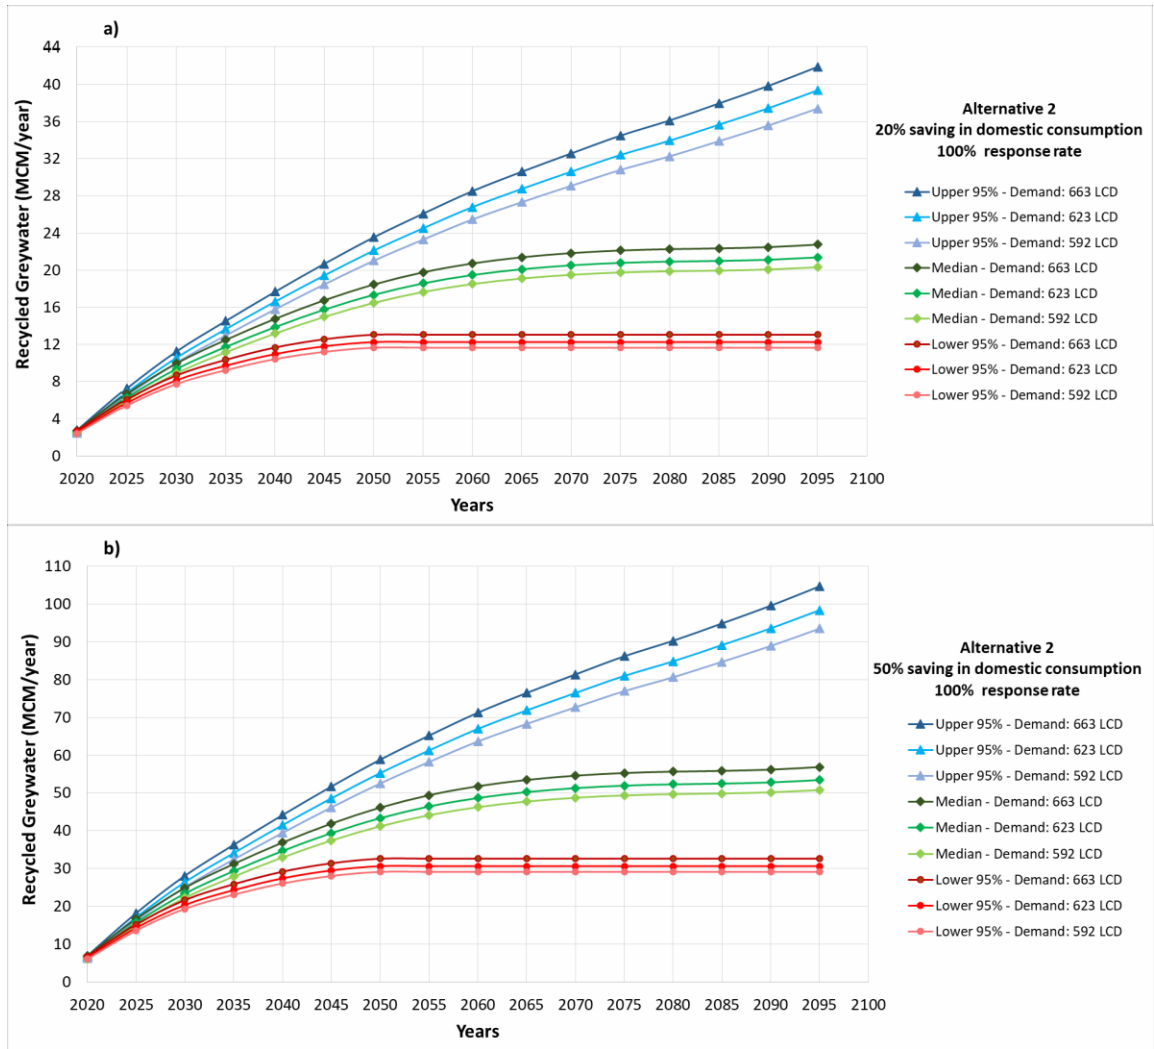 a)
Recycled Greywater (MCM/year)
44
40
36
32
28
24
20
16
12
8
4
0
2020 2025 2030 2035 2040 2045 2050 2055 2060 2065 2070 2075 2080 2085 2090 2095 2100
Years
Alternative 2
20% saving in domestic consumption
100% response rate
Upper 95% - Demand: 663 LCD
Upper 95% - Demand: 623 LCD
Upper 95% - Demand: 592 LCD
Median - Demand: 663 LCD
Median - Demand: 623 LCD
Median - Demand: 592 LCD
Lower 95% - Demand: 663 LCD
Lower 95% - Demand: 623 LCD
Lower 95% - Demand: 592 LCD
b)
Recycled Greywater (MCM/year)
110
100
90
80
70
60
50
40
30
20
10
0
2020 2025 2030 2035 2040 2045 2050 2055 2060 2065 2070 2075 2080 2085 2090 2095 2100
Years
Alternative 2
50% saving in domestic consumption
100% response rate
Upper 95% - Demand: 663 LCD
Upper 95% - Demand: 623 LCD
Upper 95% - Demand: 592 LCD
Median - Demand: 663 LCD
Median - Demand: 623 LCD
Median - Demand: 592 LCD
Lower 95% - Demand: 663 LCD
Lower 95% - Demand: 623 LCD
Lower 95% - Demand: 592 LCD